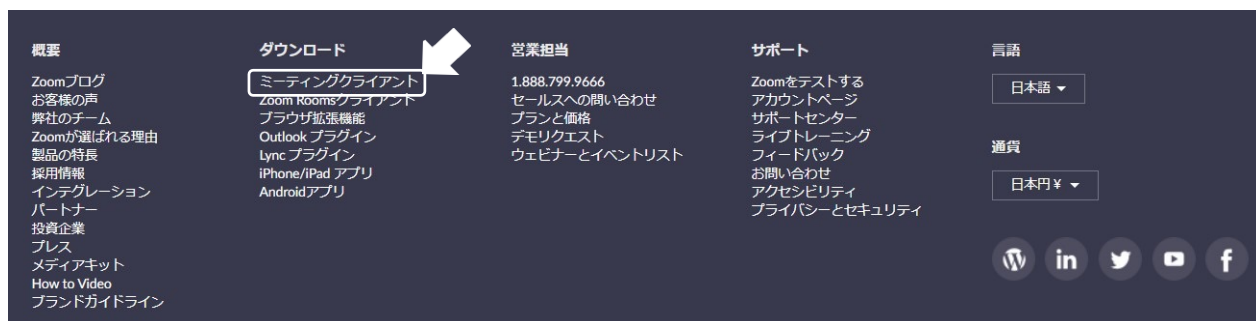 概要
Zoomブログ
お客様の声
弊社のチーム
Zoomが選ばれる理由
製品の特長
採用情報
インテグレーション
パートナー
投資企業
プレス
メディアキット
How to Video
ブランドガイドライン
ダウンロード
ミーティングクライアント
Zoom Roomsクライアント
ブラウザ拡張機能
Outlook プラグイン
Lync プラグイン
iPhone/iPad アプリ
Androidアプリ
営業担当
1.888.799.9666
セールスへの問い合わせ
プランと価格
デモリクエスト
ウェビナーとイベントリスト
サポート
Zoomをテストする
アカウントページ
サポートセンター
ライブトレーニング
フィードバック
お問い合わせ
アクセシビリティ
プライバシーとセキュリティ
言語
日本語
通貨
日本円 ¥